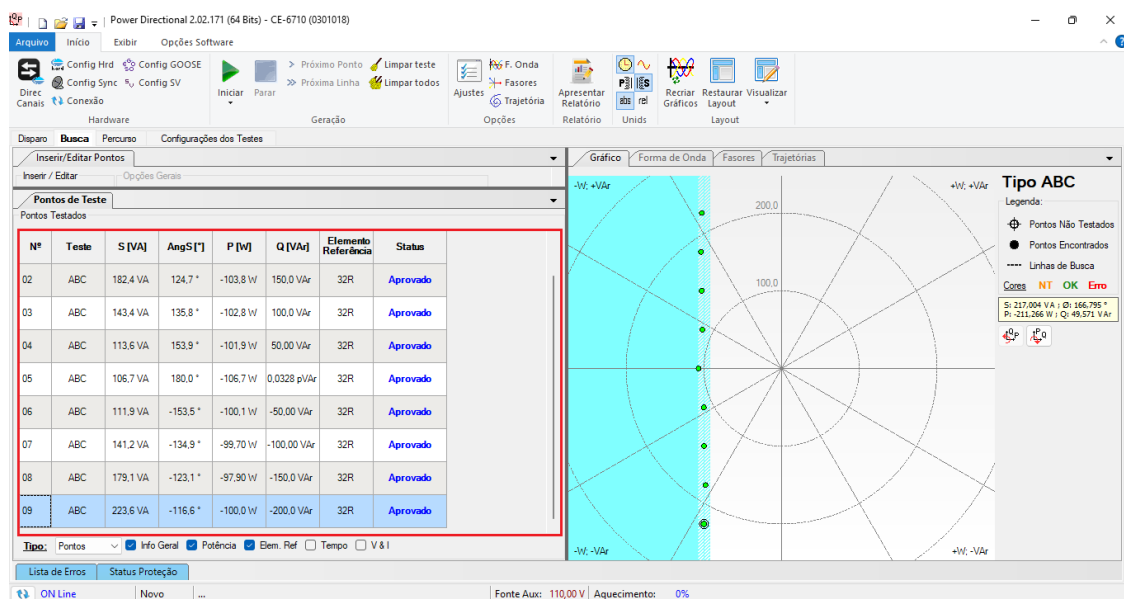 Power Directional 2.02.171 (64 Bits) - CE-6710 (0301018)
Arquivo Início Exibir Opções Software
Direc Canais
Config Hrd Config GOOSE
Config Sync Config SV
Conexão
Hardware
Iniciar Parar
Próximo Ponto Limpar teste
Próxima Linha Limpar todos
Geração
Ajustes
F. Onda
Fasores
Trajetória
Opções
Apresentar Relatório
Relatório
abs rel
Unids
Recriar Gráficos
Restaurar Layout
Visualizar
Layout
Disparo Busca Percurso Configurações dos Testes
Inserir/Editar Pontos
Inserir / Editar Opções Gerais
Pontos de Teste
Pontos Testados
Nº Teste S [VA] AngS [°] P [W] Q [VAr] Elemento Referência Status
02 ABC 182,4 VA 124,7 ° -103,8 W 150,0 VAr 32R Aprovado
03 ABC 143,4 VA 135,8 ° -102,8 W 100,0 VAr 32R Aprovado
04 ABC 113,6 VA 153,9 ° -101,9 W 50,00 VAr 32R Aprovado
05 ABC 106,7 VA 180,0 ° -106,7 W 0,0328 pVAr 32R Aprovado
06 ABC 111,9 VA -153,5 ° -100,1 W -50,00 VAr 32R Aprovado
07 ABC 141,2 VA -134,9 ° -99,70 W -100,00 VAr 32R Aprovado
08 ABC 179,1 VA -123,1 ° -97,90 W -150,0 VAr 32R Aprovado
09 ABC 223,6 VA -116,6 ° -100,0 W -200,0 VAr 32R Aprovado
Tipo: Pontos Info Geral Potência Elem. Ref Tempo V & I
Gráfico Forma de Onda Fasores Trajetórias
-W; +VAr
+W; +VAr
200,0
100,0
-W; -VAr
+W; -VAr
Tipo ABC
Legenda:
Pontos Não Testados
Pontos Encontrados
Linhas de Busca
Cores NT OK Erro
S: 217,004 VA ; Ø: 166,795 °
P: -211,266 W ; Q: 49,571 VAr
Lista de Erros Status Proteção
ON Line Novo ... Fonte Aux: 110,00 V Aquecimento: 0%